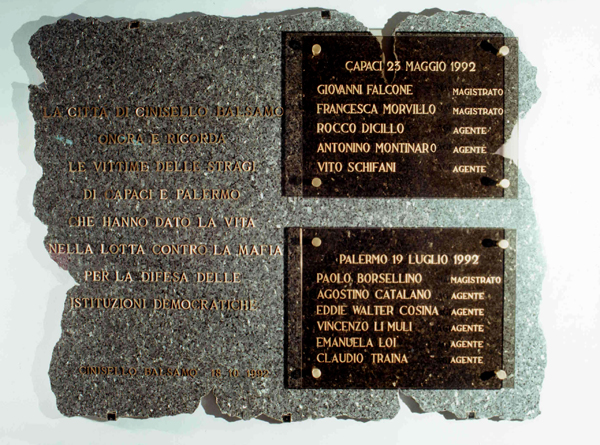 LA CITTÀ DI CINISELLO BALSAMO
ONORA E RICORDA
LE VITTIME DELLE STRAGI
DI CAPACI E PALERMO
CHE HANNO DATO LA VITA
NELLA LOTTA CONTRO LA MAFIA
PER LA DIFESA DELLE
ISTITUZIONI DEMOCRATICHE
CINISELLO BALSAMO 18.10.1992
CAPACI 23 MAGGIO 1992
GIOVANNI FALCONE MAGISTRATO
FRANCESCA MORVILLO MAGISTRATO
ROCCO DICILLO AGENTE
ANTONINO MONTINARO AGENTE
VITO SCHIFANI AGENTE
PALERMO 19 LUGLIO 1992
PAOLO BORSELLINO MAGISTRATO
AGOSTINO CATALANO AGENTE
EDDIE WALTER COSINA AGENTE
VINCENZO LI MULI AGENTE
EMANUELA LOI AGENTE
CLAUDIO TRAINA AGENTE